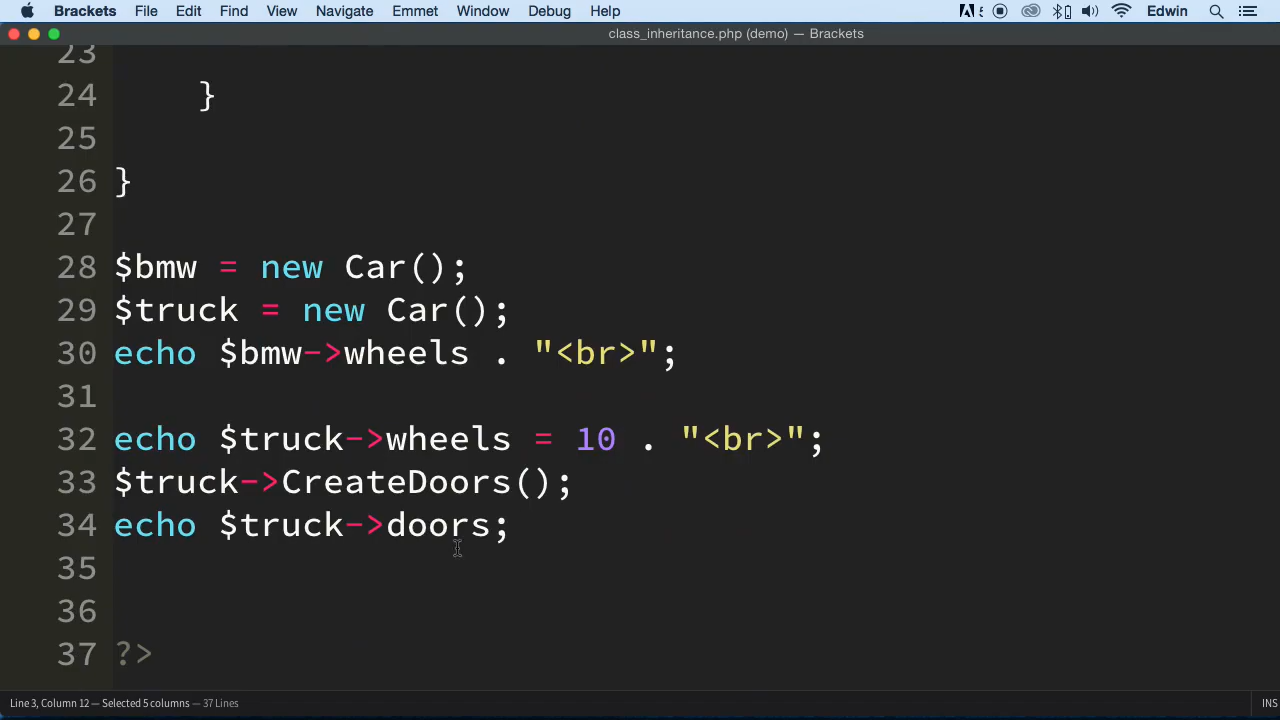 Brackets File Edit Find View Navigate Emmet Window Debug Help Edwin
class_inheritance.php (demo) — Brackets
23
24 }
25
26 }
27
28 $bmw = new Car();
29 $truck = new Car();
30 echo $bmw->wheels . "<br>";
31
32 echo $truck->wheels = 10 . "<br>";
33 $truck->CreateDoors();
34 echo $truck->doors;
35
36
37 ?>
Line 3, Column 12 — Selected 5 columns — 37 Lines INS